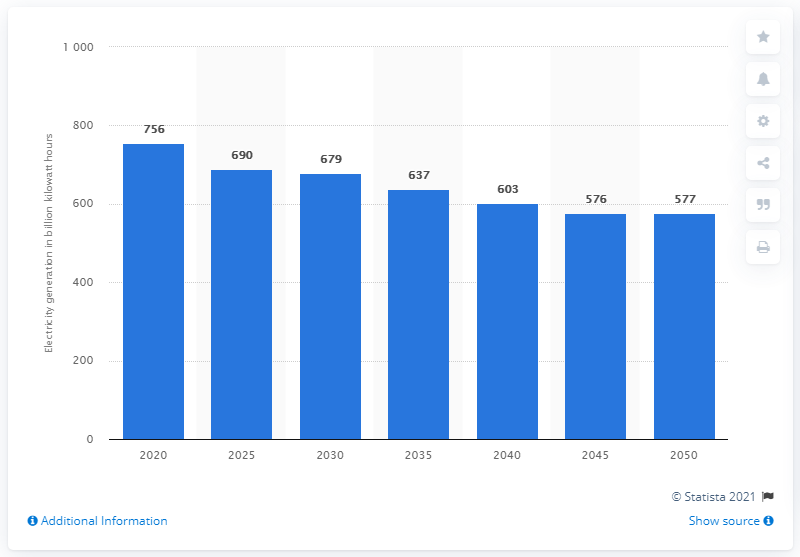 1 000
800
600
400
200
0
Electricity generation in billion kilowatt hours
756
690
679
637
603
576
577
2020 2025 2030 2035 2040 2045 2050
© Statista 2021
Additional Information
Show source